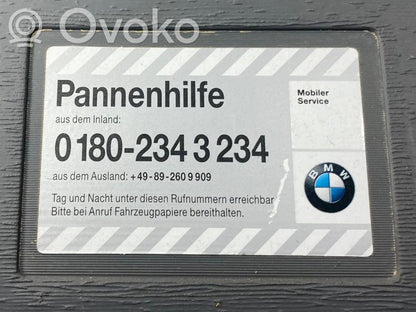 Ovoko
Pannenhilfe
aus dem Inland:
0 180-234 3 234
aus dem Ausland: +49-89-260 9 909
Tag und Nacht unter diesen Rufnummern erreichbar
Bitte bei Anruf Fahrzeugpapiere bereithalten.
Mobiler
Service
BMW